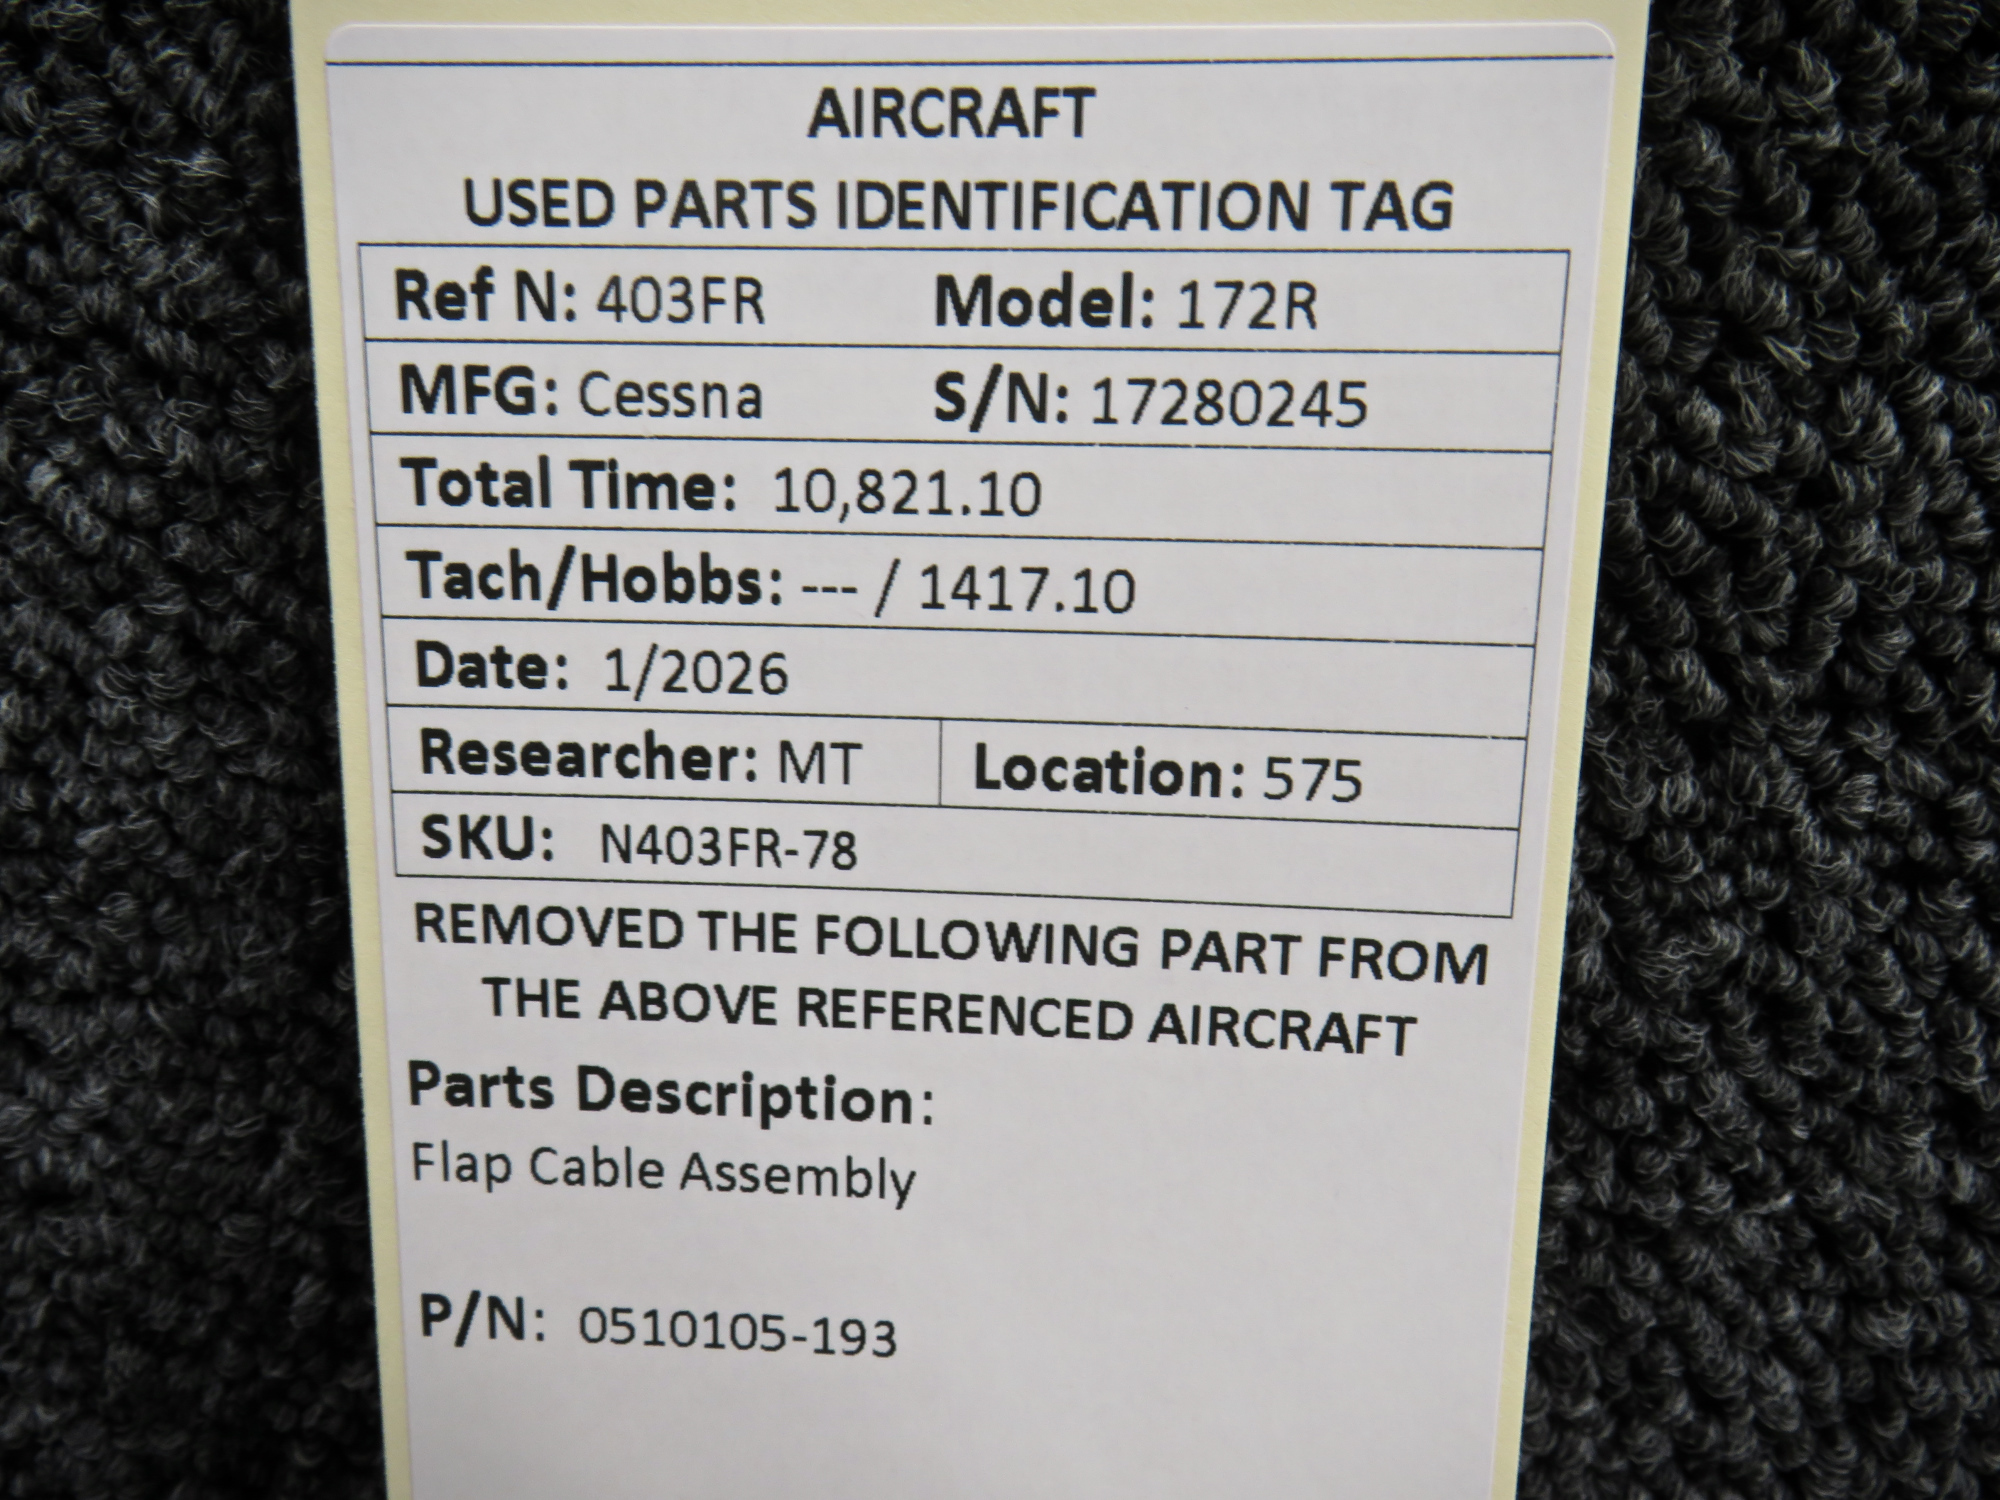 AIRCRAFT
USED PARTS IDENTIFICATION TAG
Ref N: 403FR Model: 172R
MFG: Cessna S/N: 17280245
Total Time: 10,821.10
Tach/Hobbs: --- / 1417.10
Date: 1/2026
Researcher: MT Location: 575
SKU: N403FR-78
REMOVED THE FOLLOWING PART FROM
THE ABOVE REFERENCED AIRCRAFT
Parts Description:
Flap Cable Assembly
P/N: 0510105-193